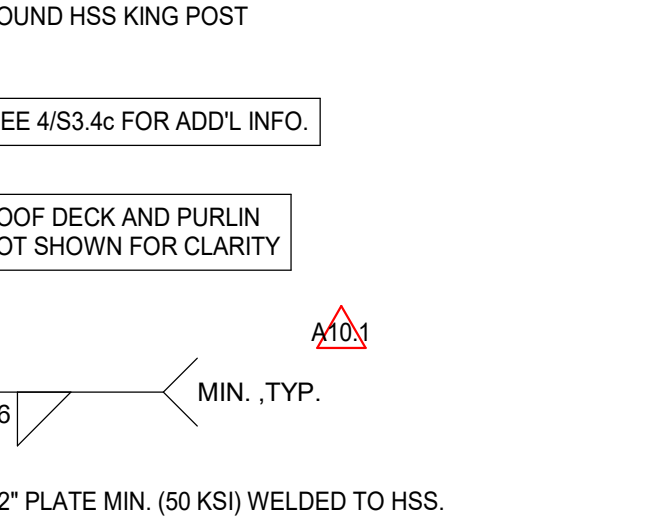 OUND HSS KING POST
EE 4/S3.4c FOR ADD'L INFO.
OOF DECK AND PURLIN
OT SHOWN FOR CLARITY
A10.1
MIN. ,TYP.
6
2" PLATE MIN. (50 KSI) WELDED TO HSS.